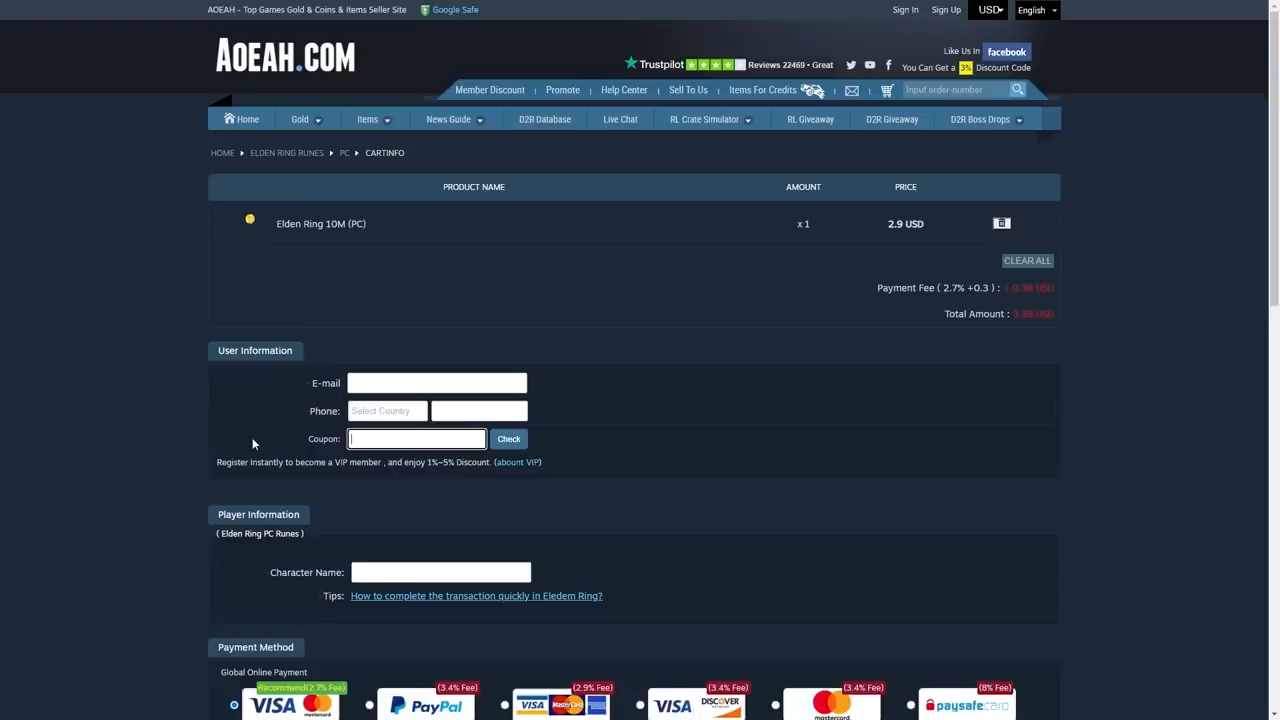 AOEAH - Top Games Gold & Coins & Items Seller Site Google Safe Sign In Sign Up USD English
AOEAH.COM
Like Us In facebook
Trustpilot Reviews 22469 • Great You Can Get a 3% Discount Code
Member Discount Promote Help Center Sell To Us Items For Credits Input order-number
Home Gold Items News Guide D2R Database Live Chat RL Crate Simulator RL Giveaway D2R Giveaway D2R Boss Drops
HOME ELDEN RING RUNES PC CARTINFO
PRODUCT NAME AMOUNT PRICE
Elden Ring 10M (PC) x 1 2.9 USD
CLEAR ALL
Payment Fee ( 2.7% +0.3 ) : + 0.38 USD
Total Amount :
User Information
E-mail
Phone: Select Country
Coupon: Check
Register Instantly to become a VIP member , and enjoy 1%~5% Discount. (abount VIP)
Player Information
( Elden Ring PC Runes )
Character Name:
Tips: How to complete the transaction quickly in Eledem Ring?
Payment Method
Global Online Payment
Recommend(2.7% Fee) (3.4% Fee) (2.9% Fee) (3.4% Fee) (3.4% Fee) (8% Fee)
VISA mastercard PayPal VISA MasterCard VISA DISCOVER NETWORK mastercard paysafecard